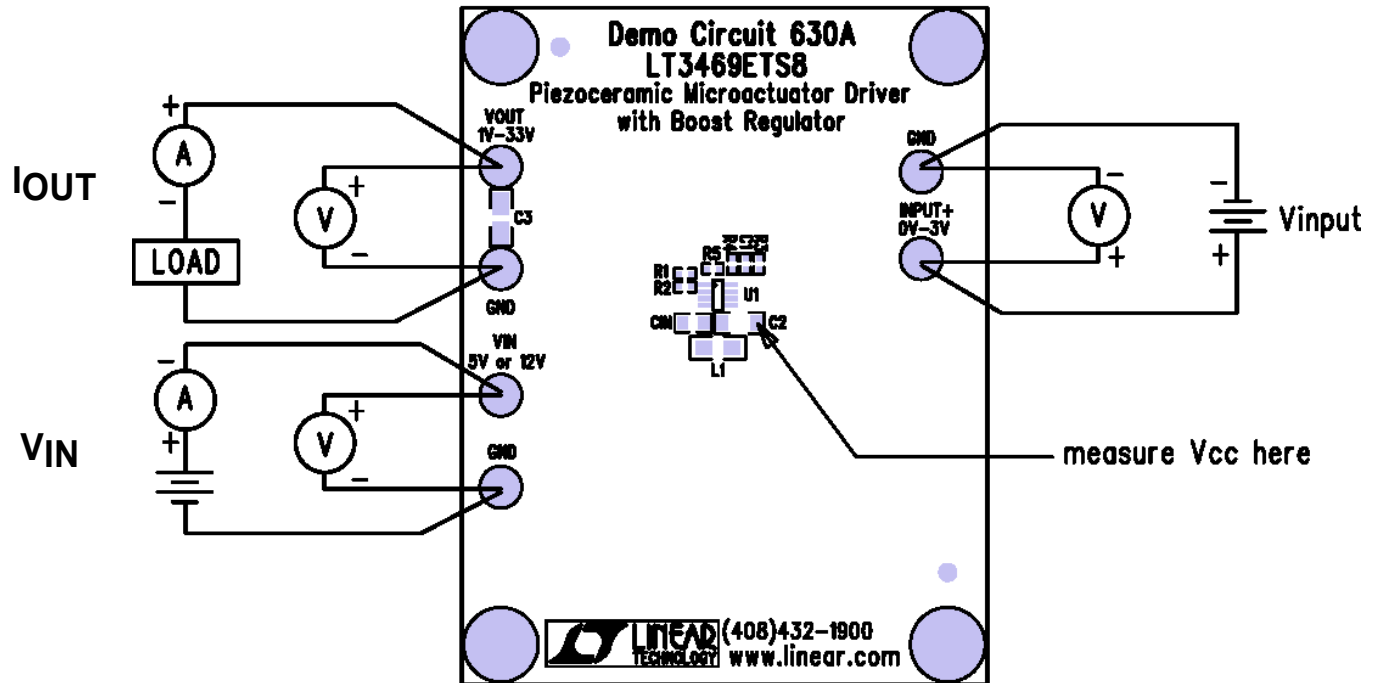 Demo Circuit 630A
LT3469ETS8
Piezoceramic Microactuator Driver
with Boost Regulator
VOUT
1V-33V
C3
GND
VIN
5V or 12V
GND
GND
INPUT+
0V-3V
R5
R1
R2
U1
CIN
C2
L1
+
A
-
IOUT
LOAD
+
V
-
-
A
+
VIN
+
V
-
-
V
+
-
+
Vinput
measure Vcc here
LINEAR
TECHNOLOGY
(408)432-1900
www.linear.com